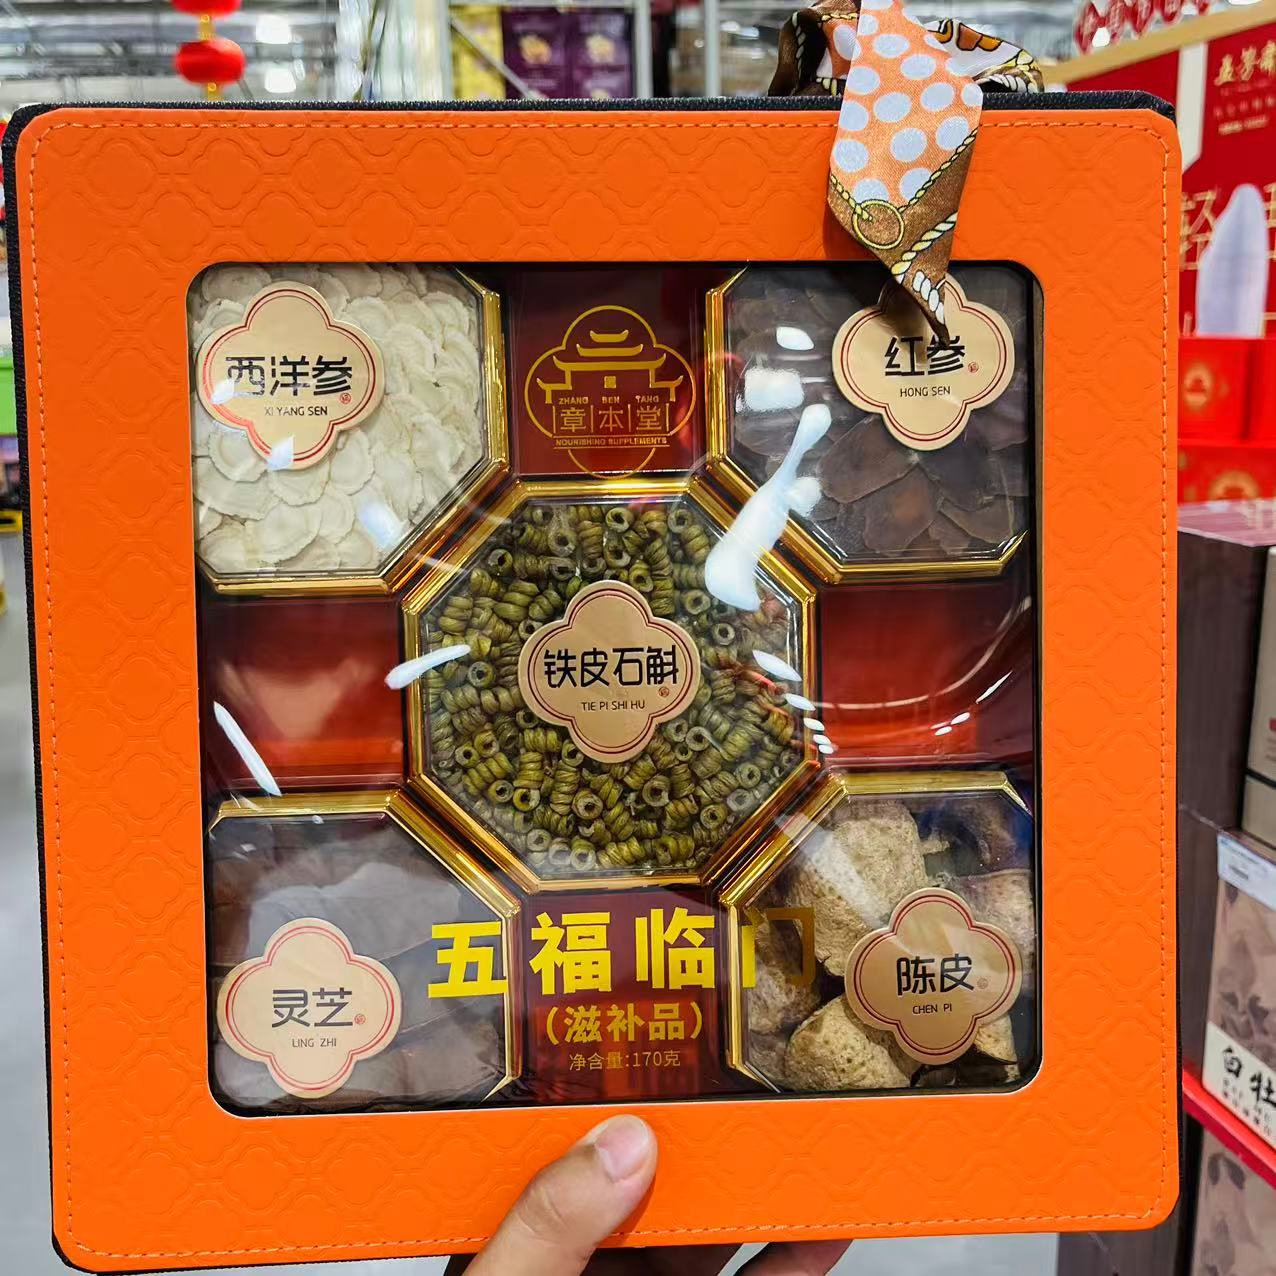 西洋参
XI YANG SEN
ZHANG BEN TANG
章本堂
NOURISHING SUPPLEMENTS
红参
HONG SEN
铁皮石斛
TIE PI SHI HU
灵芝
LING ZHI
五福临门
(滋补品)
净含量:170克
陈皮
CHEN PI
白牡